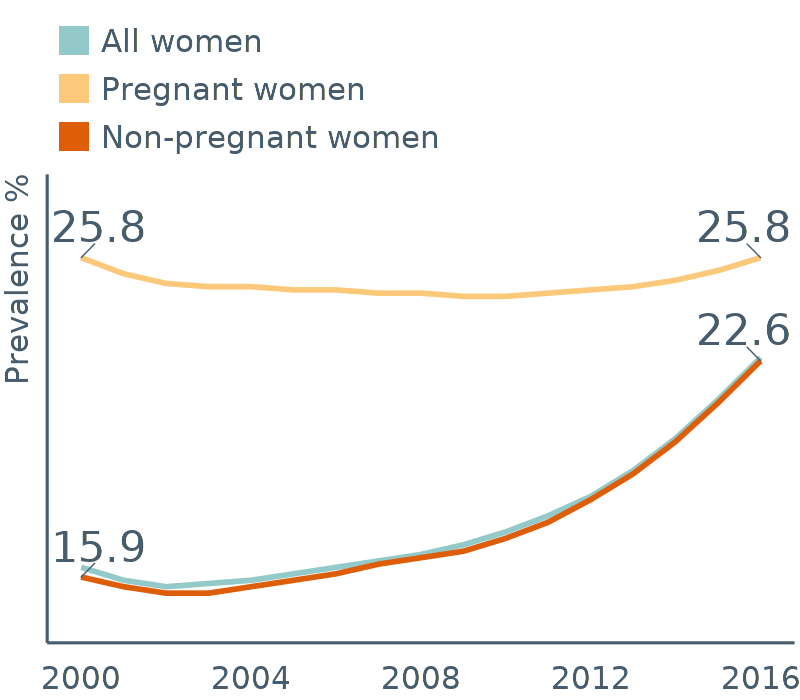 All women
Pregnant women
Non-pregnant women
Prevalence %
25.8
25.8
22.6
15.9
2000 2004 2008 2012 2016